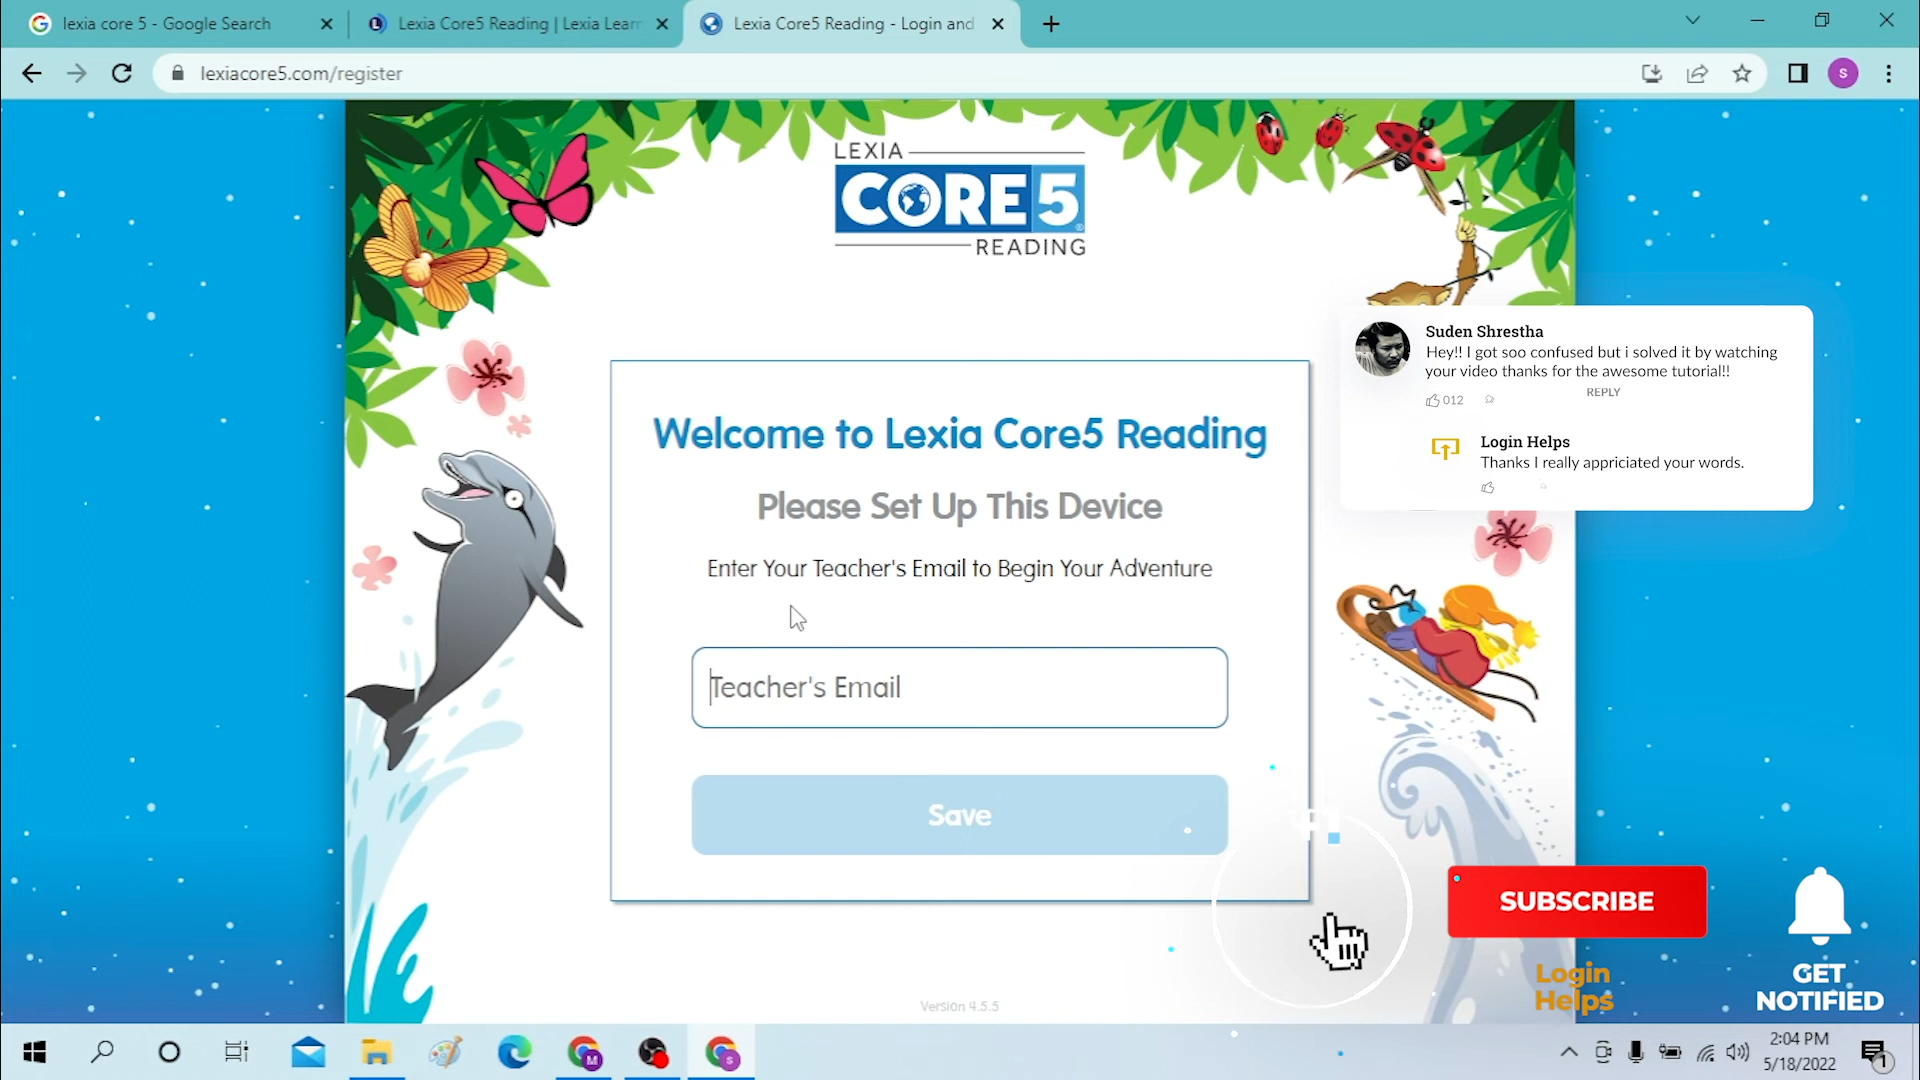 lexia core 5 - Google Search
Lexia Core5 Reading | Lexia Lear
Lexia Core5 Reading - Login and
lexiacore5.com/register
S
LEXIA
CORE5
READING
Suden Shrestha
Hey!! I got soo confused but i solved it by watching
your video thanks for the awesome tutorial!!
012
REPLY
Login Helps
Thanks I really appriciated your words.
Welcome to Lexia Core5 Reading
Please Set Up This Device
Enter Your Teacher's Email to Begin Your Adventure
Teacher's Email
Save
SUBSCRIBE
Login
Helps
GET
NOTIFIED
Version 4.5.5
M
S
2:04 PM
5/18/2022
1